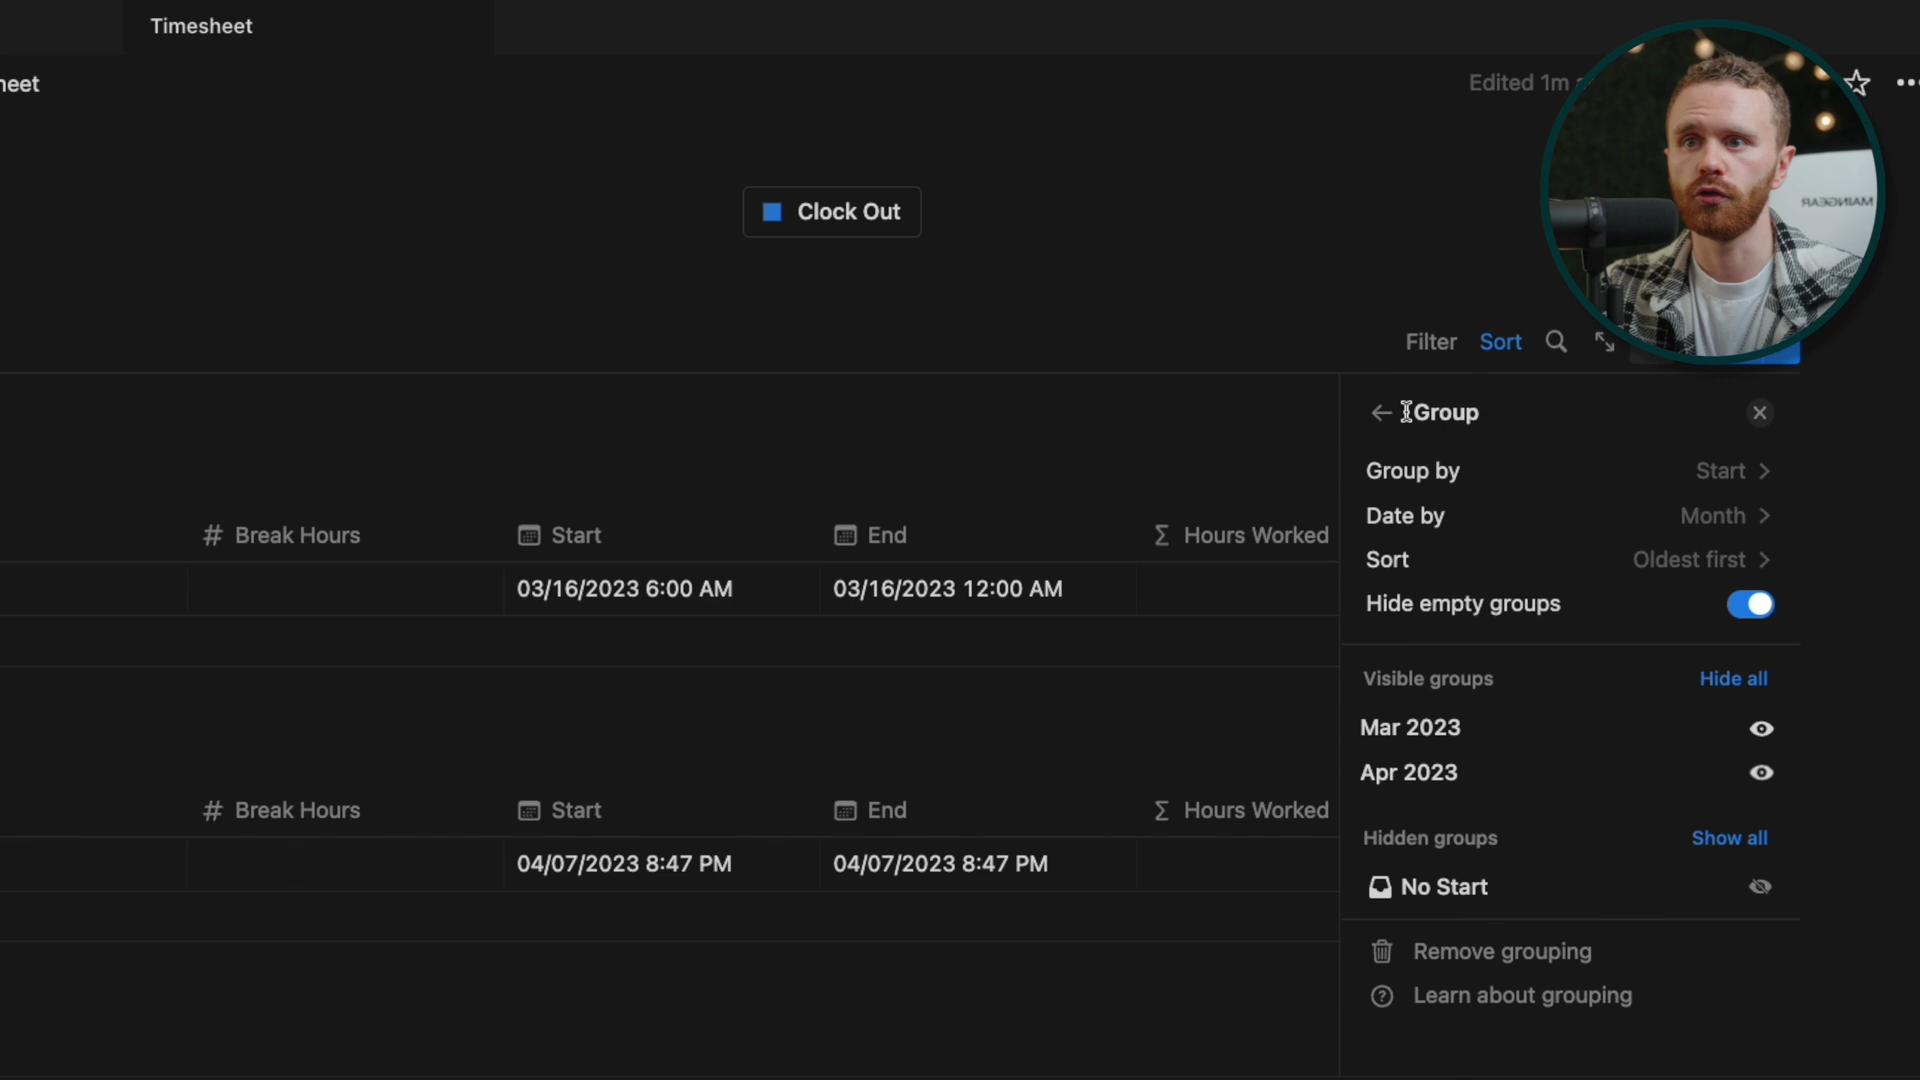 Timesheet
heet
Edited 1m
Clock Out
MAINGEAR
Filter
Sort
Group
Group by
Start
Date by
Month
Sort
Oldest first
Hide empty groups
Break Hours
Start
End
Hours Worked
03/16/2023 6:00 AM
03/16/2023 12:00 AM
Visible groups
Hide all
Mar 2023
Apr 2023
Break Hours
Start
End
Hours Worked
04/07/2023 8:47 PM
04/07/2023 8:47 PM
Hidden groups
Show all
No Start
Remove grouping
Learn about grouping